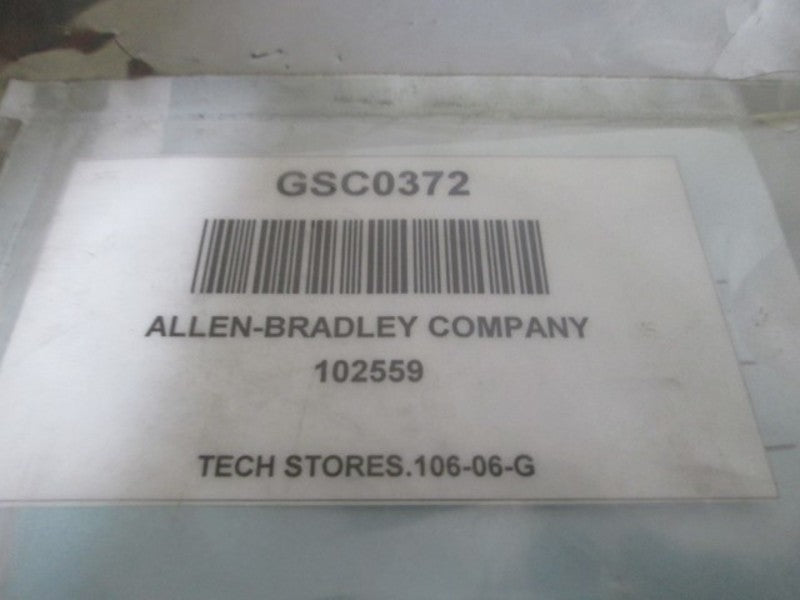 GSC0372
ALLEN-BRADLEY COMPANY
102559
TECH STORES.106-06-G